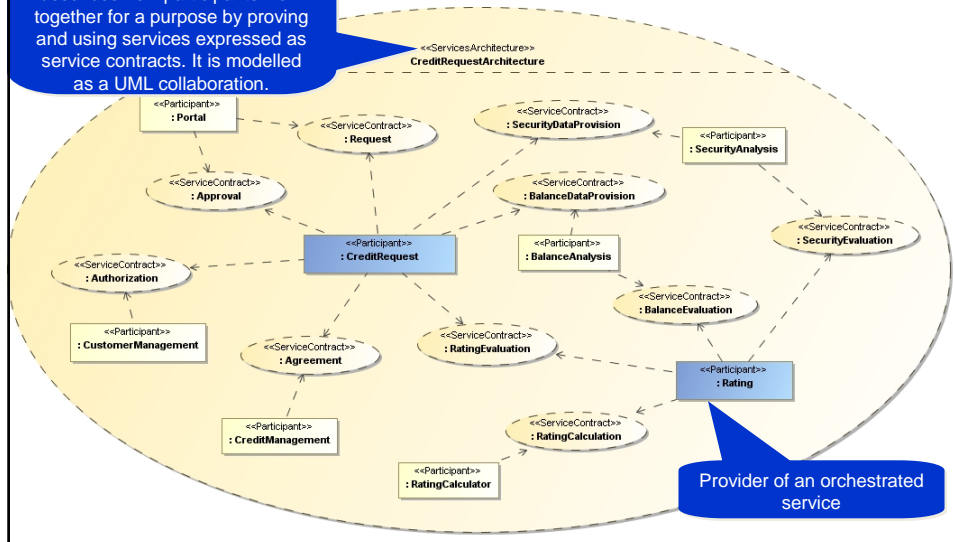 together for a purpose by proving
and using services expressed as
service contracts. It is modelled
as a UML collaboration.
<<ServicesArchitecture>>
CreditRequestArchitecture
<<Participant>>
: Portal
<<ServiceContract>>
: Request
<<ServiceContract>>
: SecurityDataProvision
<<Participant>>
: SecurityAnalysis
<<ServiceContract>>
: Approval
<<ServiceContract>>
: BalanceDataProvision
<<ServiceContract>>
: SecurityEvaluation
<<Participant>>
: CreditRequest
<<Participant>>
: BalanceAnalysis
<<ServiceContract>>
: Authorization
<<ServiceContract>>
: BalanceEvaluation
<<Participant>>
: CustomerManagement
<<ServiceContract>>
: Agreement
<<ServiceContract>>
: RatingEvaluation
<<Participant>>
: Rating
<<Participant>>
: CreditManagement
<<ServiceContract>>
: RatingCalculation
<<Participant>>
: RatingCalculator
Provider of an orchestrated
service